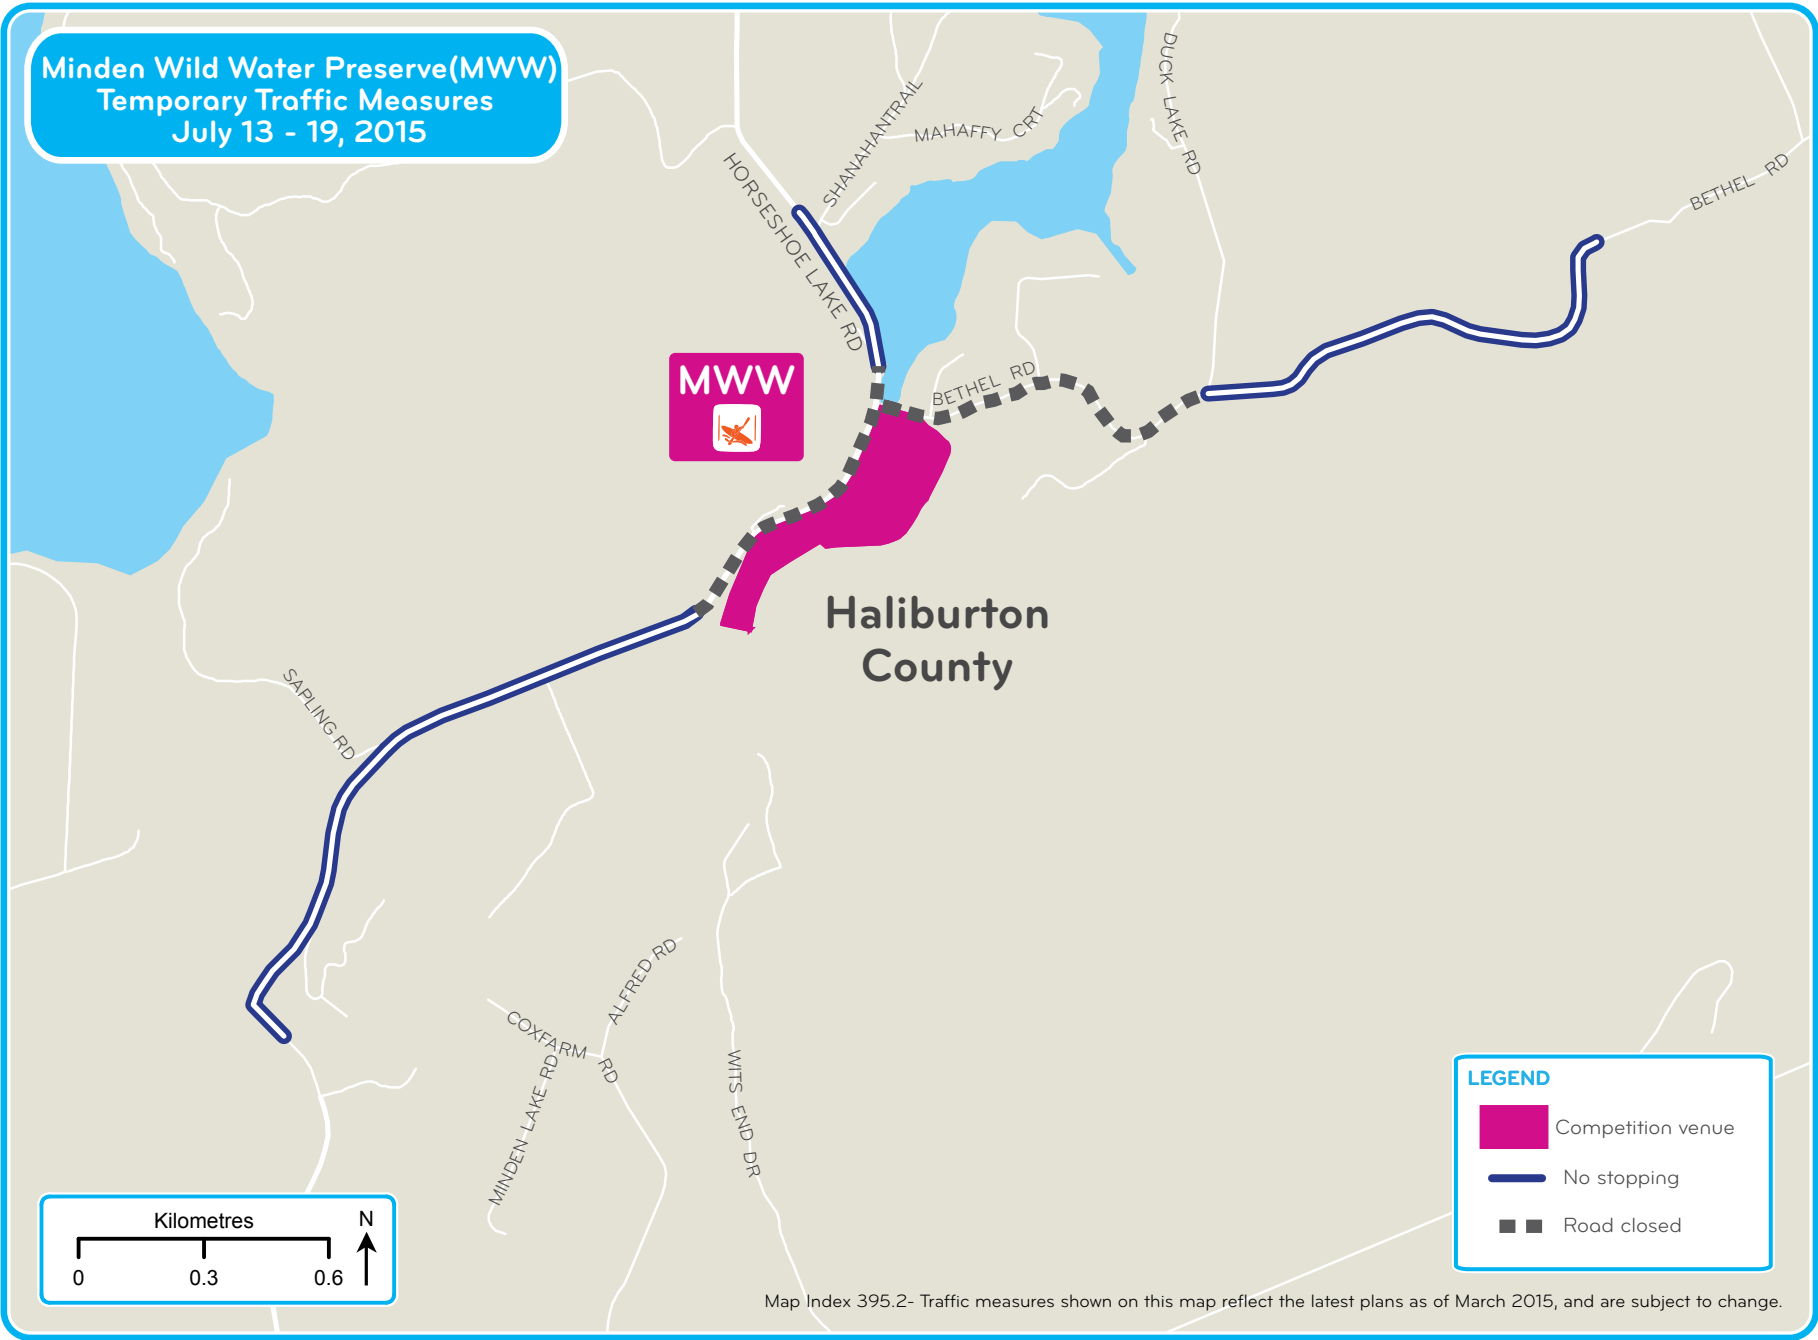 Minden Wild Water Preserve(MWW)
Temporary Traffic Measures
July 13 - 19, 2015
DUCK LAKE RD
SHANAHANTRAIL
MAHAFFY CRT
HORSESHOE LAKE RD
BETHEL RD
BETHEL RD
MWW
Haliburton
County
SAPLING RD
ALFRED RD
COXFARM RD
MINDEN LAKE RD
WITS END DR
LEGEND
Competition venue
No stopping
Road closed
Kilometres
N
0 0.3 0.6
Map Index 395.2- Traffic measures shown on this map reflect the latest plans as of March 2015, and are subject to change.